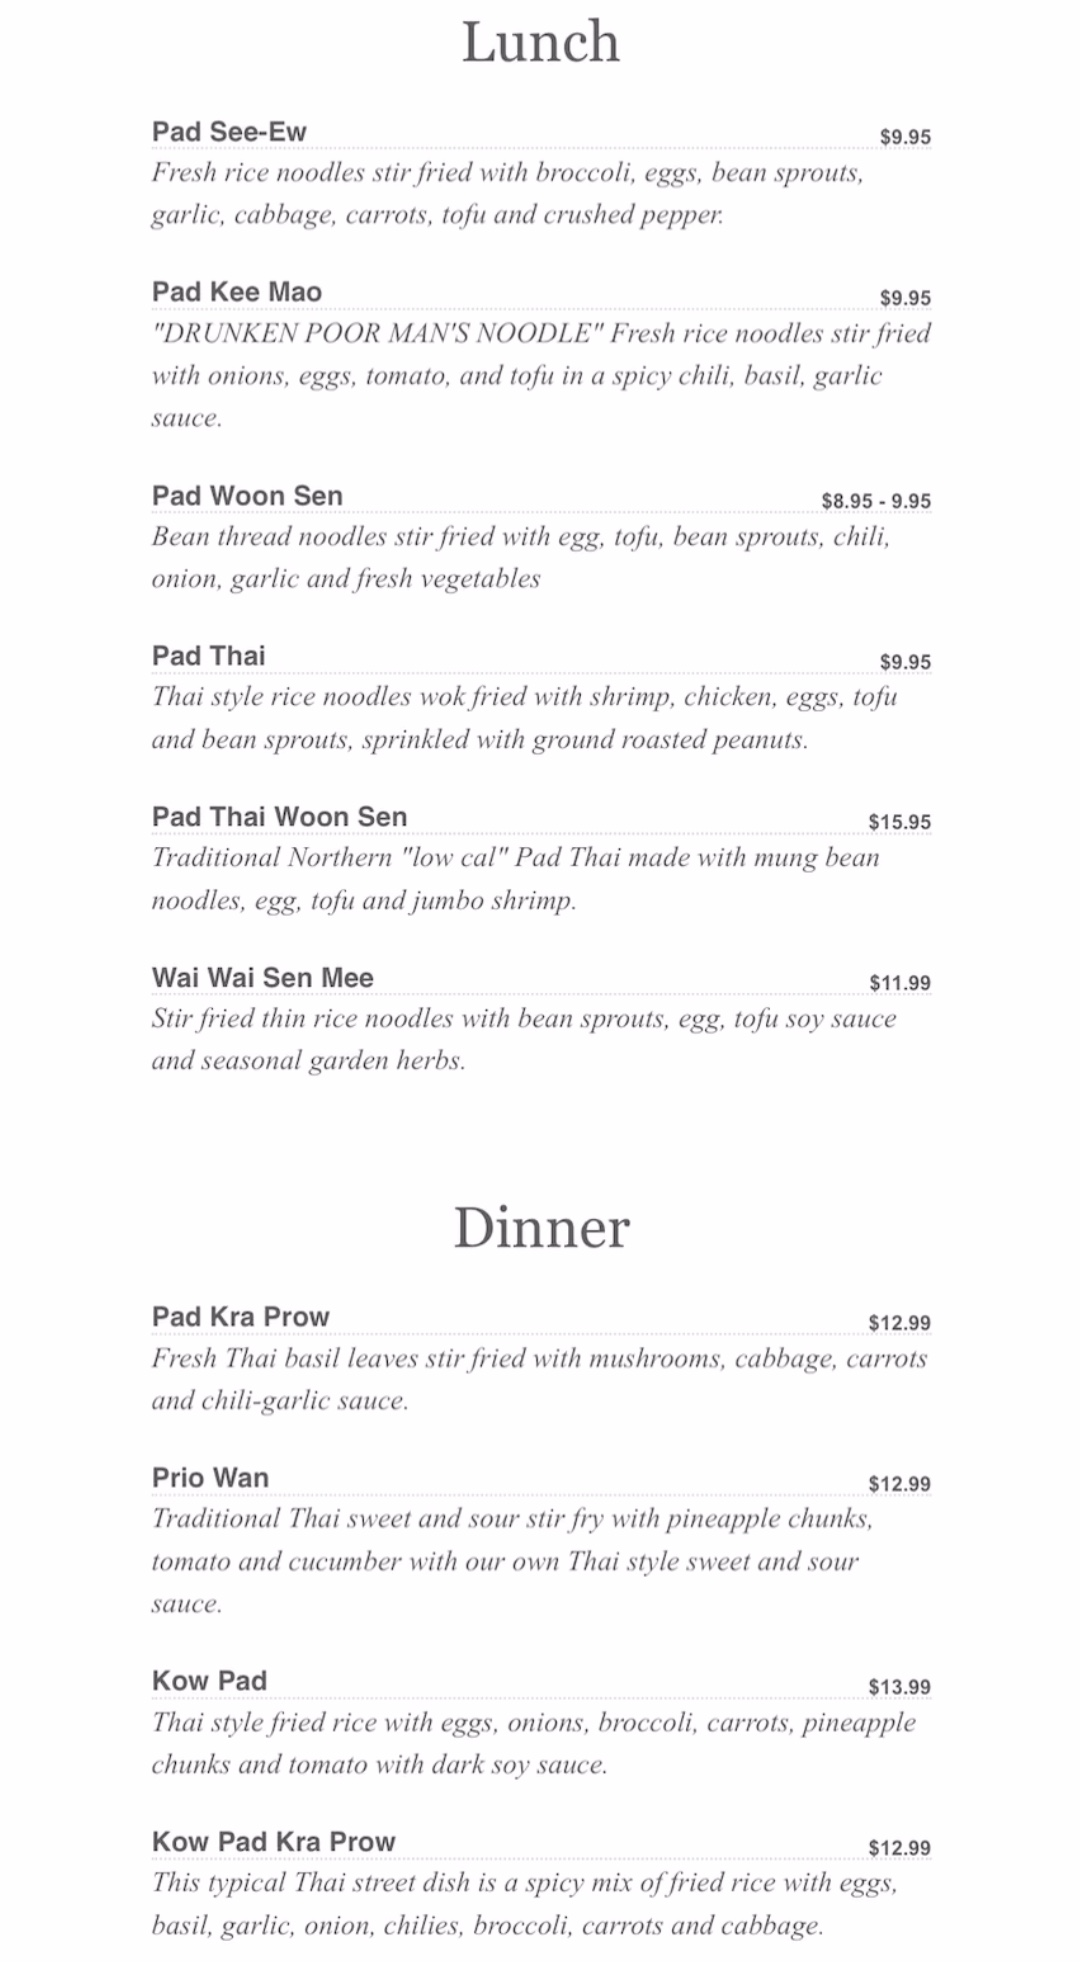 Lunch
Pad See-Ew $9.95
Fresh rice noodles stir fried with broccoli, eggs, bean sprouts,
garlic, cabbage, carrots, tofu and crushed pepper.
Pad Kee Mao $9.95
"DRUNKEN POOR MAN'S NOODLE" Fresh rice noodles stir fried
with onions, eggs, tomato, and tofu in a spicy chili, basil, garlic
sauce.
Pad Woon Sen $8.95 - 9.95
Bean thread noodles stir fried with egg, tofu, bean sprouts, chili,
onion, garlic and fresh vegetables
Pad Thai $9.95
Thai style rice noodles wok fried with shrimp, chicken, eggs, tofu
and bean sprouts, sprinkled with ground roasted peanuts.
Pad Thai Woon Sen $15.95
Traditional Northern "low cal" Pad Thai made with mung bean
noodles, egg, tofu and jumbo shrimp.
Wai Wai Sen Mee $11.99
Stir fried thin rice noodles with bean sprouts, egg, tofu soy sauce
and seasonal garden herbs.
Dinner
Pad Kra Prow $12.99
Fresh Thai basil leaves stir fried with mushrooms, cabbage, carrots
and chili-garlic sauce.
Prio Wan $12.99
Traditional Thai sweet and sour stir fry with pineapple chunks,
tomato and cucumber with our own Thai style sweet and sour
sauce.
Kow Pad $13.99
Thai style fried rice with eggs, onions, broccoli, carrots, pineapple
chunks and tomato with dark soy sauce.
Kow Pad Kra Prow $12.99
This typical Thai street dish is a spicy mix of fried rice with eggs,
basil, garlic, onion, chilies, broccoli, carrots and cabbage.